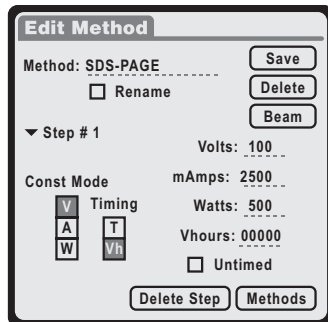 Edit Method
Method: SDS-PAGE
Save
Rename
Delete
Beam
Step # 1
Volts: 100
Const Mode
mAmps: 2500
V
Timing
Watts: 500
A
T
W
Vh
Vhours: 00000
Untimed
Delete Step
Methods